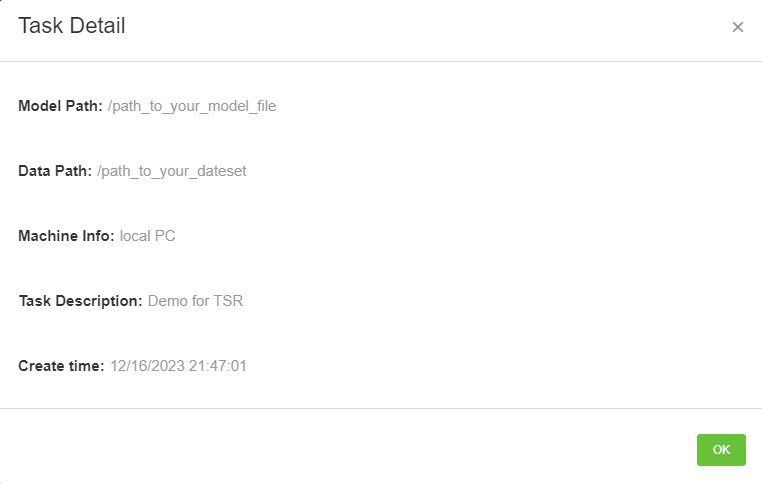 Task Detail
×
Model Path: /path_to_your_model_file
Data Path: /path_to_your_dateset
Machine Info: local PC
Task Description: Demo for TSR
Create time: 12/16/2023 21:47:01
OK